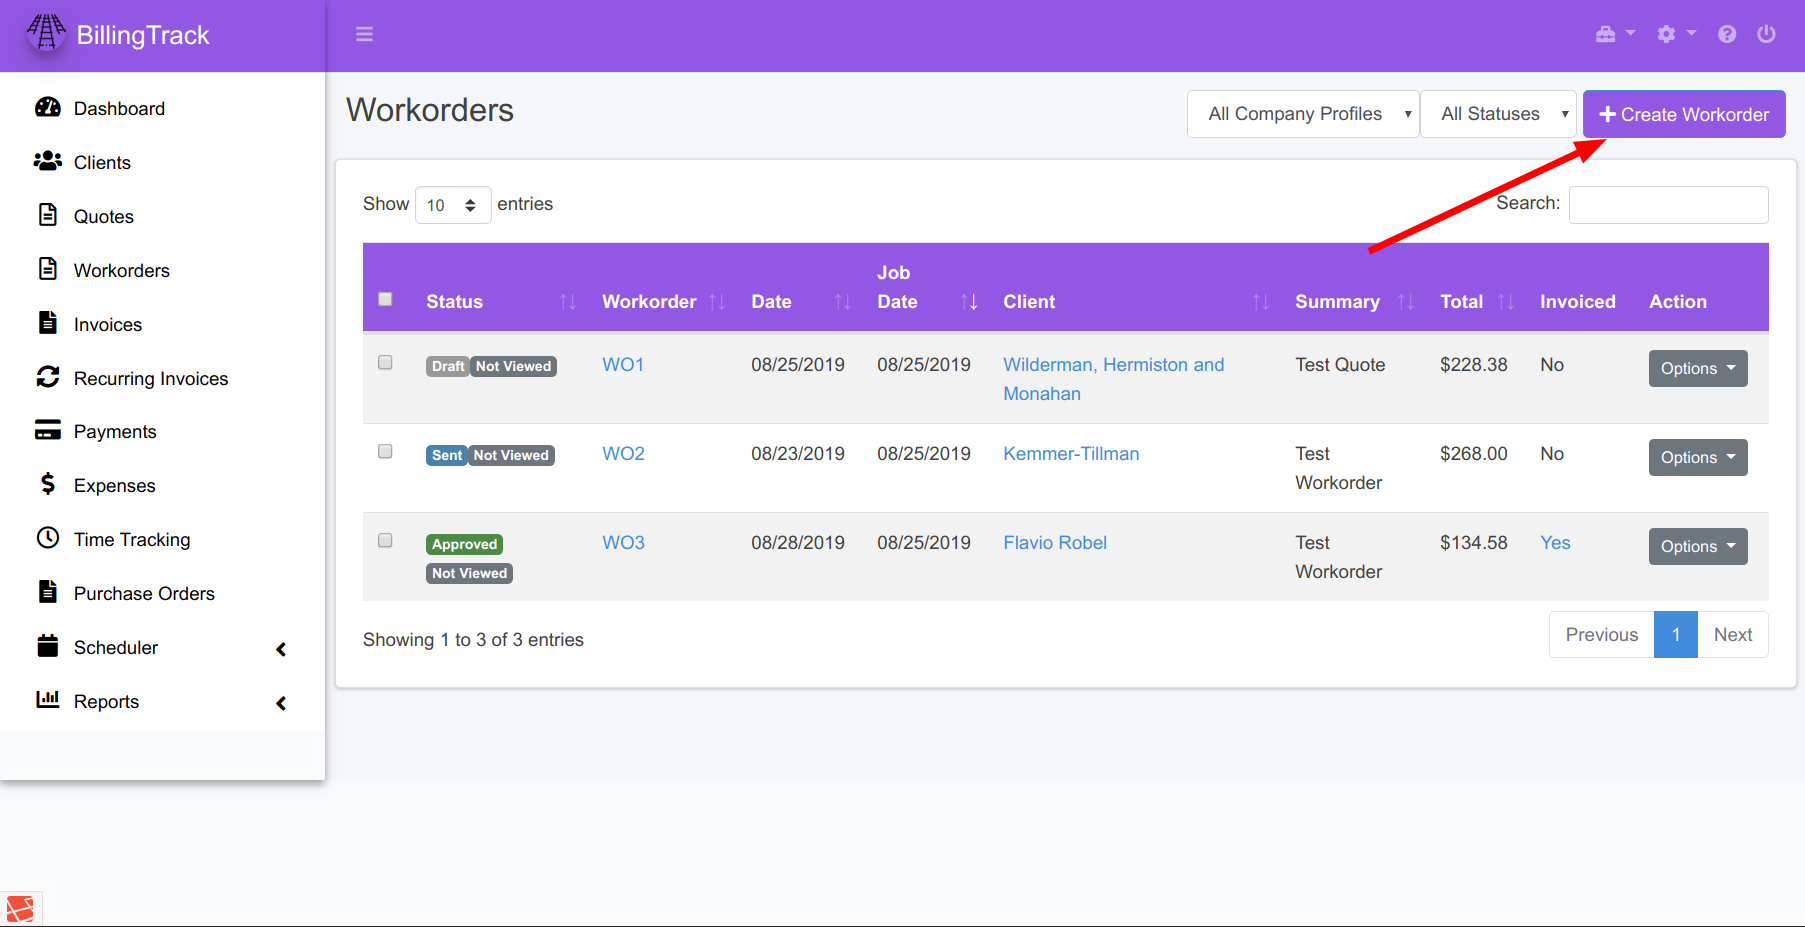 BillingTrack
Dashboard
Clients
Quotes
Workorders
Invoices
Recurring Invoices
Payments
Expenses
Time Tracking
Purchase Orders
Scheduler
Reports
Workorders
All Company Profiles
All Statuses
Create Workorder
Show 10 entries
Search:
Status Workorder Date Job Date Client Summary Total Invoiced Action
Draft Not Viewed WO1 08/25/2019 08/25/2019 Wilderman, Hermiston and Test Quote $228.38 No Options
Monahan
Sent Not Viewed WO2 08/23/2019 08/25/2019 Kemmer-Tillman Test $268.00 No Options
Workorder
Approved WO3 08/28/2019 08/25/2019 Flavio Robel Test $134.58 Yes Options
Not Viewed Workorder
Showing 1 to 3 of 3 entries
Previous 1 Next